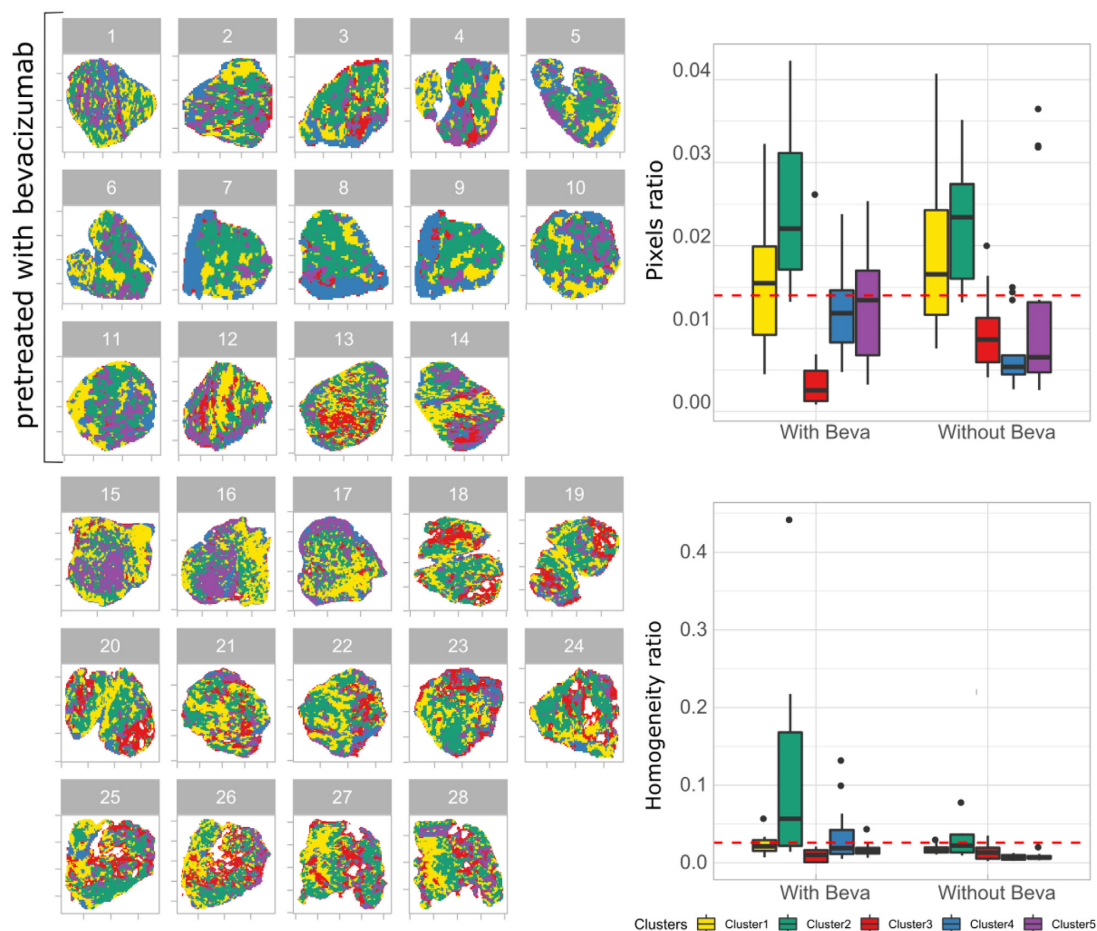 pretreated with bevacizumab
1 2 3 4 5
6 7 8 9 10
11 12 13 14
15 16 17 18 19
20 21 22 23 24
25 26 27 28
Pixels ratio
0.04
0.03
0.02
0.01
0.00
With Beva Without Beva
Homogeneity ratio
0.4
0.3
0.2
0.1
0.0
With Beva Without Beva
Clusters Cluster1 Cluster2 Cluster3 Cluster4 Cluster5